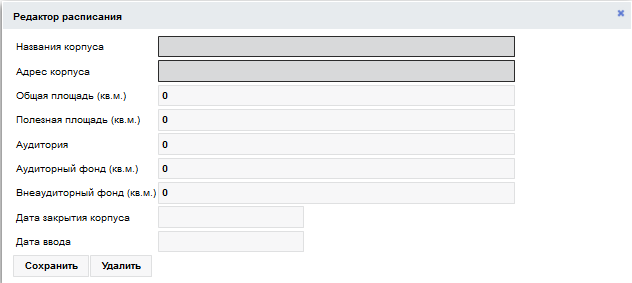 Редактор расписания
Названия корпуса
Адрес корпуса
Общая площадь (кв.м.) 0
Полезная площадь (кв.м.) 0
Аудитория 0
Аудиторный фонд (кв.м.) 0
Внеаудиторный фонд (кв.м.) 0
Дата закрытия корпуса
Дата ввода
Сохранить Удалить